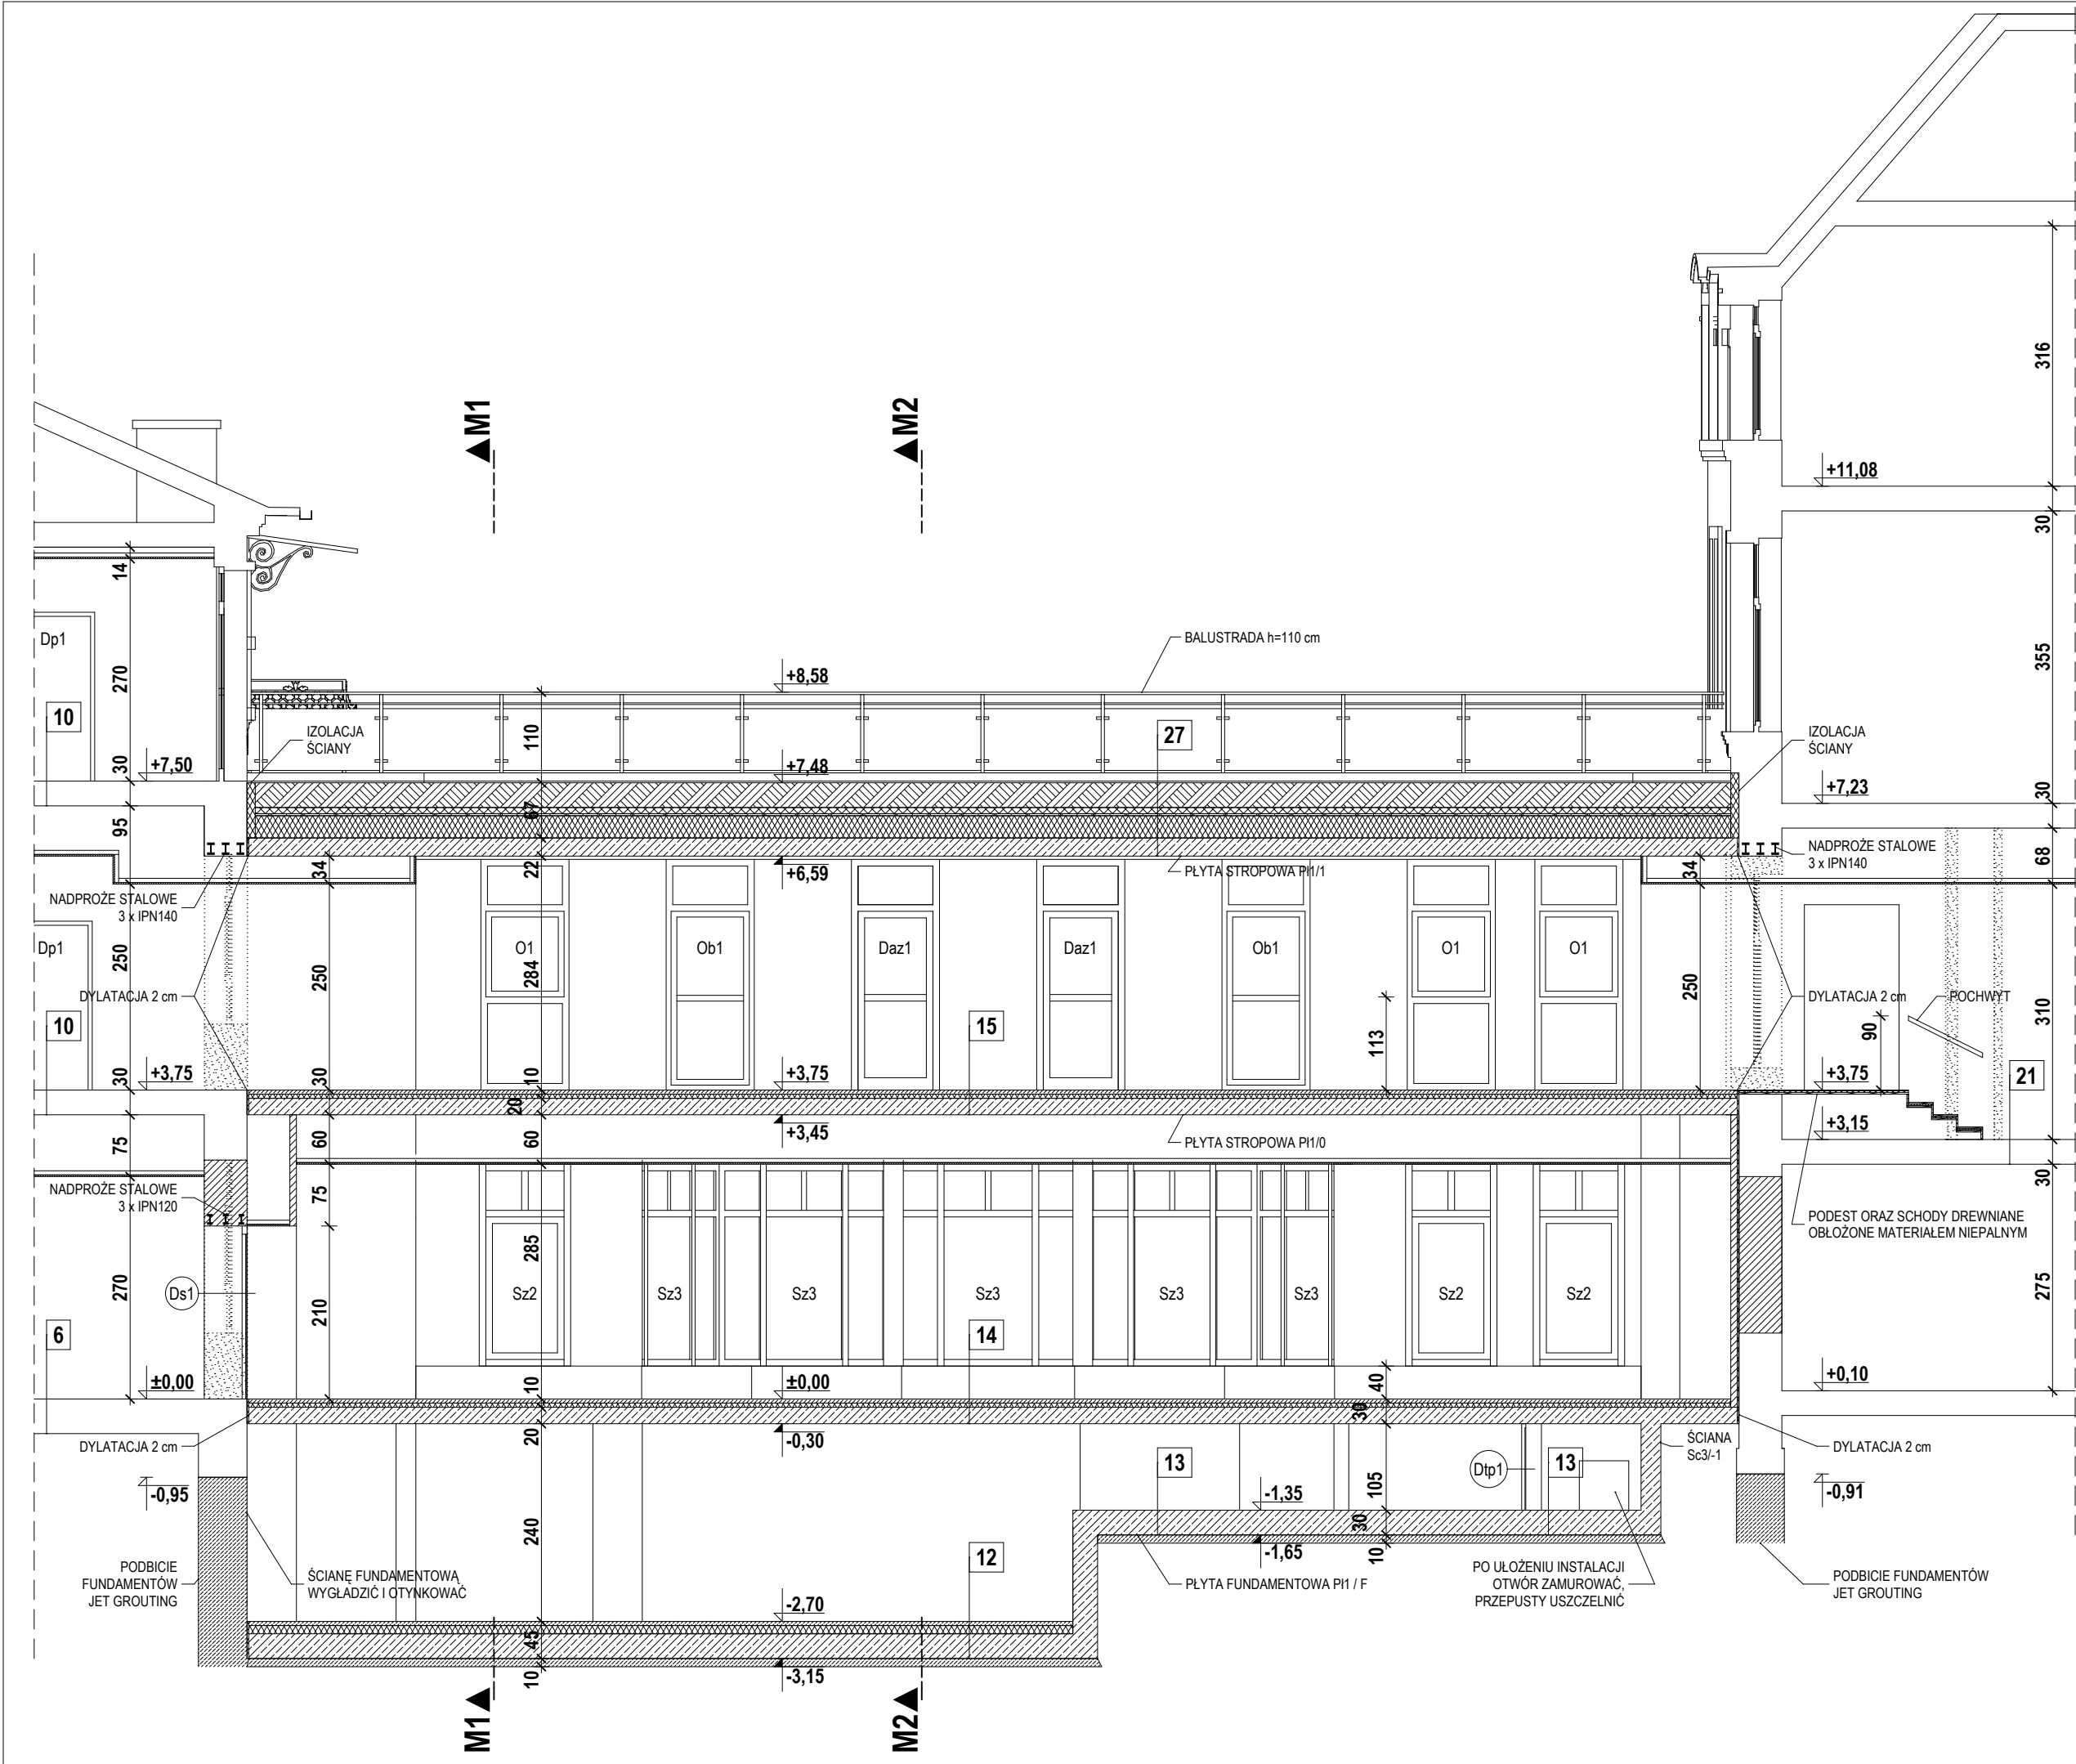 M1
M2
+11,08
316
30
355
30
68
310
30
275
14
270
30
95
250
30
75
270
Dp1
10
+7,50
IZOLACJA
ŚCIANY
BALUSTRADA h=110 cm
+8,58
110
27
+7,48
67
22
+6,59
PŁYTA STROPOWA Pł1/1
IZOLACJA
ŚCIANY
+7,23
NADPROŻE STALOWE
3 x IPN140
NADPROŻE STALOWE
3 x IPN140
34
34
Dp1
10
O1
Ob1
Daz1
Daz1
Ob1
O1
O1
284
250
250
113
DYLATACJA 2 cm
DYLATACJA 2 cm
POCHWYT
90
15
21
+3,75
30
10
+3,75
+3,75
20
+3,45
+3,15
PŁYTA STROPOWA Pł1/0
60
60
75
NADPROŻE STALOWE
3 x IPN120
PODEST ORAZ SCHODY DREWNIANE
OBŁOŻONE MATERIAŁEM NIEPALNYM
285
210
Ds1
Sz2
Sz3
Sz3
Sz3
Sz3
Sz3
Sz2
Sz2
6
14
±0,00
10
±0,00
40
+0,10
30
20
-0,30
DYLATACJA 2 cm
ŚCIANA
Sc3/-1
DYLATACJA 2 cm
13
Dtp1
13
-0,95
-1,35
105
-0,91
30
-1,65
10
240
12
PODBICIE
FUNDAMENTÓW
JET GROUTING
ŚCIANĘ FUNDAMENTOWĄ
WYGŁADZIĆ I OTYNKOWAĆ
PŁYTA FUNDAMENTOWA Pł1 / F
PO UŁOŻENIU INSTALACJI
OTWÓR ZAMUROWAĆ,
PRZEPUSTY USZCZELNIĆ
PODBICIE FUNDAMENTÓW
JET GROUTING
-2,70
45
-3,15
10
M1
M2